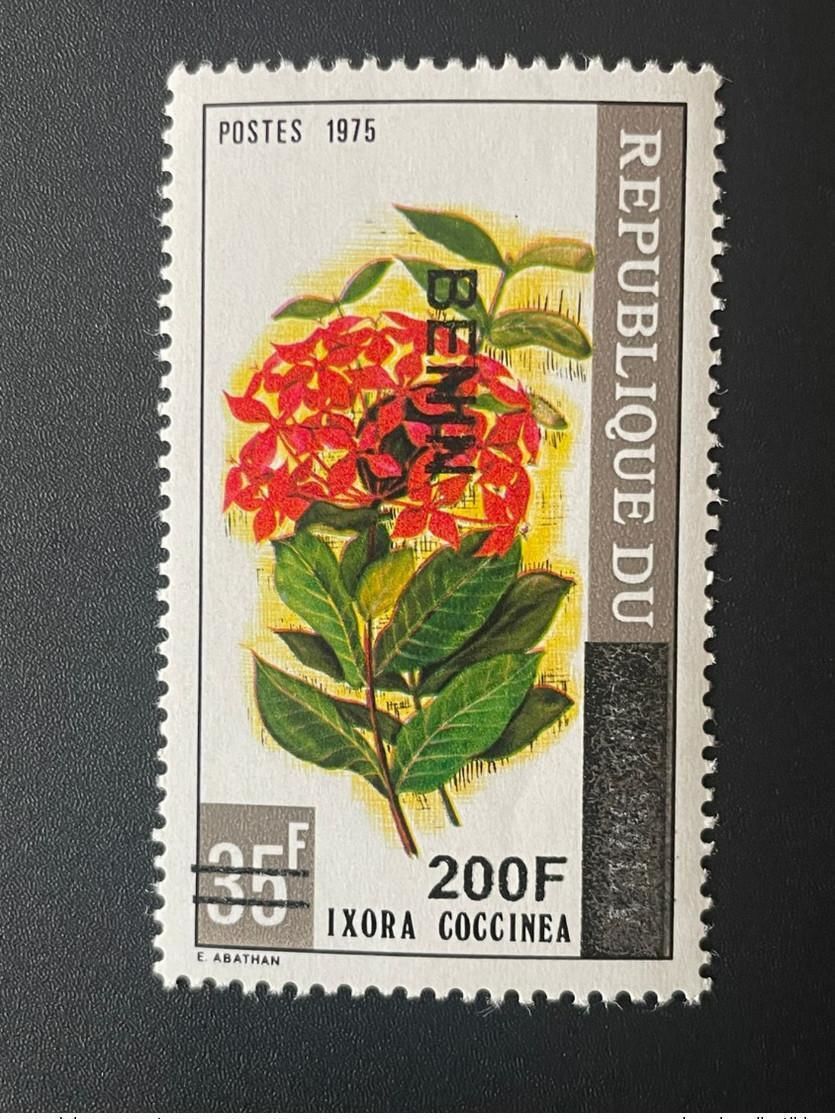 POSTES 1975
REPUBLIQUE DU
BENIN
35F
200F
IXORA COCCINEA
E. ABATHAN